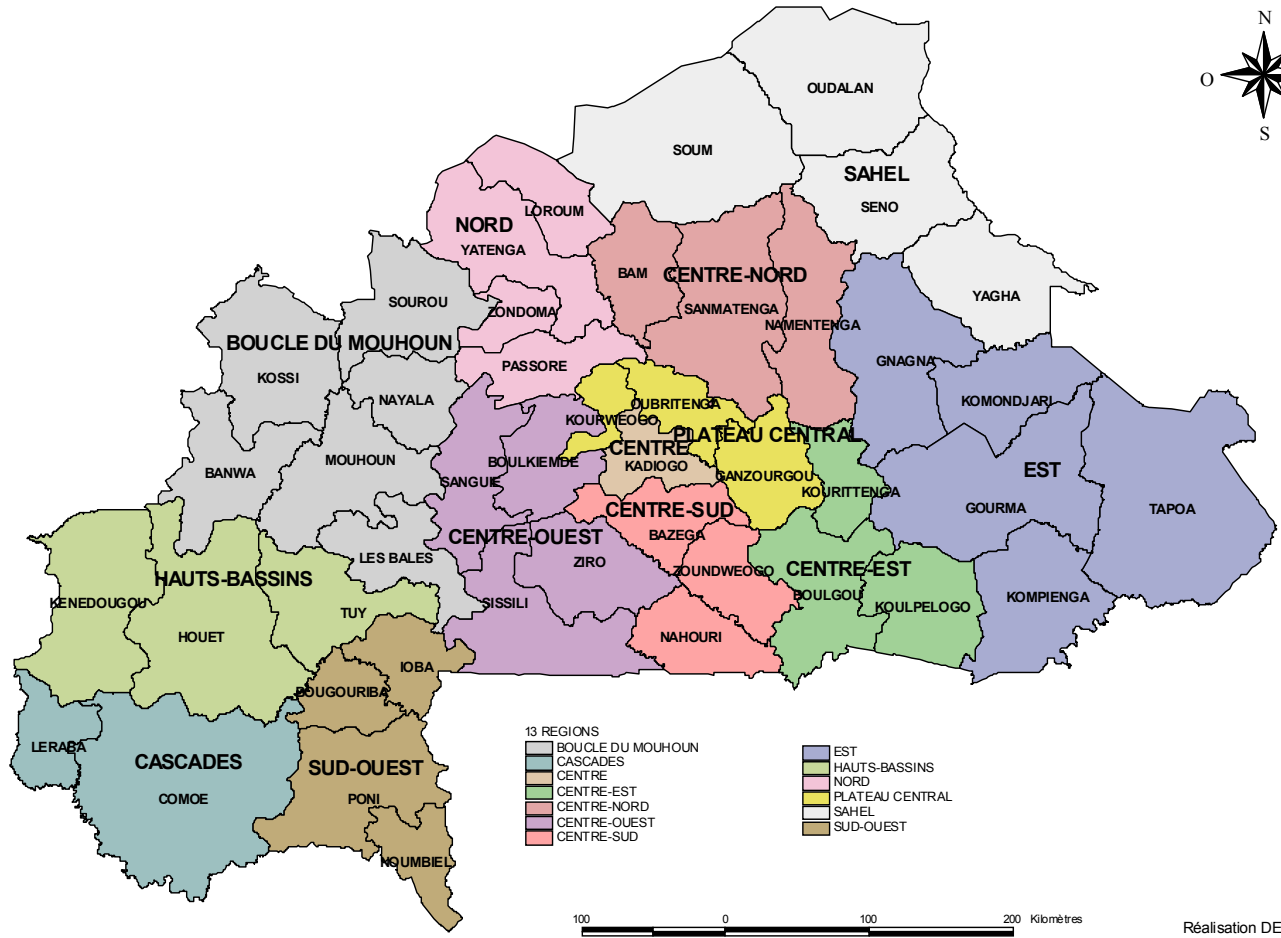 N
O
S
OUDALAN
SOUM
SAHEL
SENO
LOROUM
NORD
YATENGA
BAM
CENTRE-NORD
SANMATENGA
YAGHA
SOUROU
ZONDOMA
NAMENTENGA
BOUCLE DU MOUHOUN
KOSSI
PASSORE
GNAGNA
NAYALA
OUBRITENGA
KOMONDJARI
KOURWEOGO
PLATEAU CENTRAL
CENTRE
BANWA
MOUHOUN
BOULKIEMDE
KADIOGO
SANGUIE
GANZOURGOU
KOURITTENGA
EST
GOURMA
TAPOA
CENTRE-SUD
CENTRE-OUEST
BAZEGA
LES BALES
ZIRO
ZOUNDWEOGO
CENTRE-EST
HAUTS-BASSINS
KENEDOUGOU
TUY
SISSILI
BOULGOU
KOULPELOGO
KOMPIENGA
HOUET
NAHOURI
IOBA
BOUGOURIBA
LERABA
CASCADES
SUD-OUEST
COMOE
PONI
NOUMBIEL
13 REGIONS
BOUCLE DU MOUHOUN
CASCADES
CENTRE
CENTRE-EST
CENTRE-NORD
CENTRE-OUEST
CENTRE-SUD
EST
HAUTS-BASSINS
NORD
PLATEAU CENTRAL
SAHEL
SUD-OUEST
100 0 100 200 Kilomètres
Réalisation DE